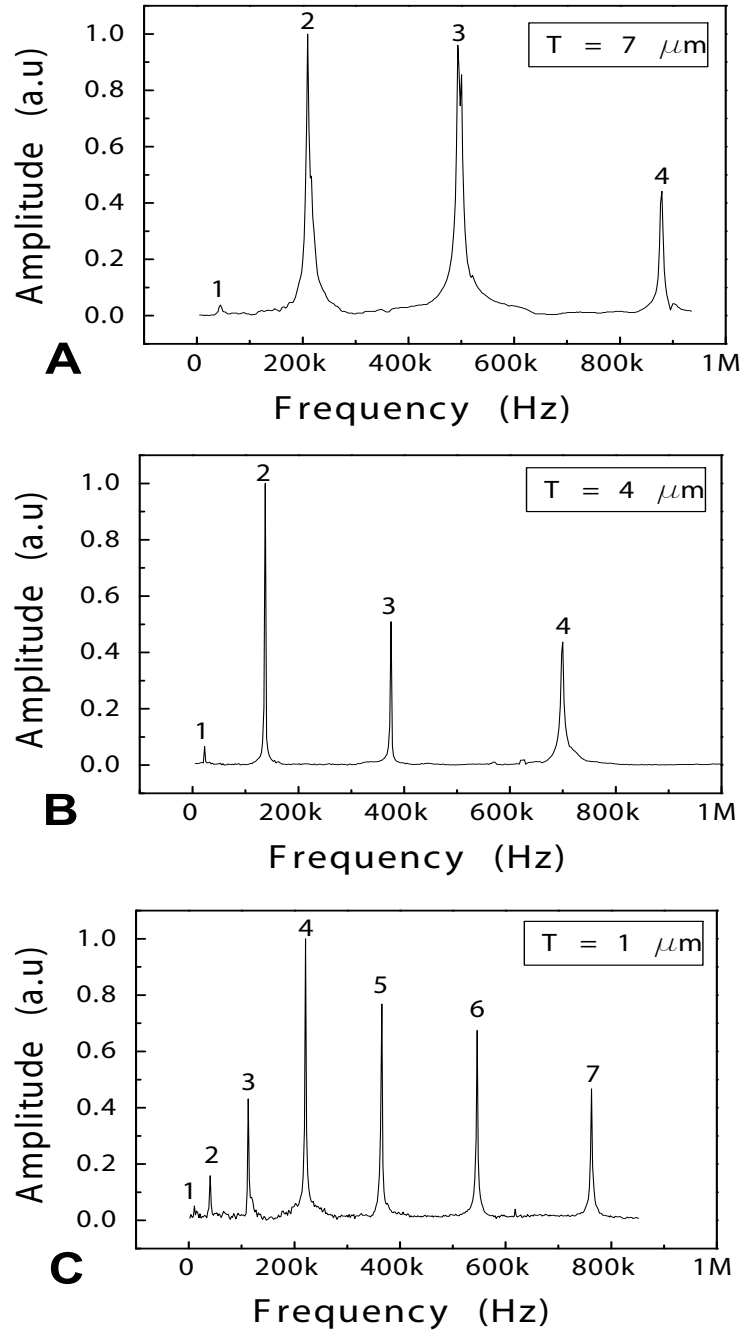 2
3
1.0
T = 7 μm
0.8
0.6
4
0.4
0.2
1
0.0
Amplitude (a.u)
A
0 200k 400k 600k 800k 1M
Frequency (Hz)
2
1.0
T = 4 μm
0.8
0.6
3
4
0.4
0.2
1
0.0
Amplitude (a.u)
B
0 200k 400k 600k 800k 1M
Frequency (Hz)
4
1.0
T = 1 μm
0.8
5
6
0.6
3
7
0.4
0.2
2
1
0.0
Amplitude (a.u)
C
0 200k 400k 600k 800k 1M
Frequency (Hz)